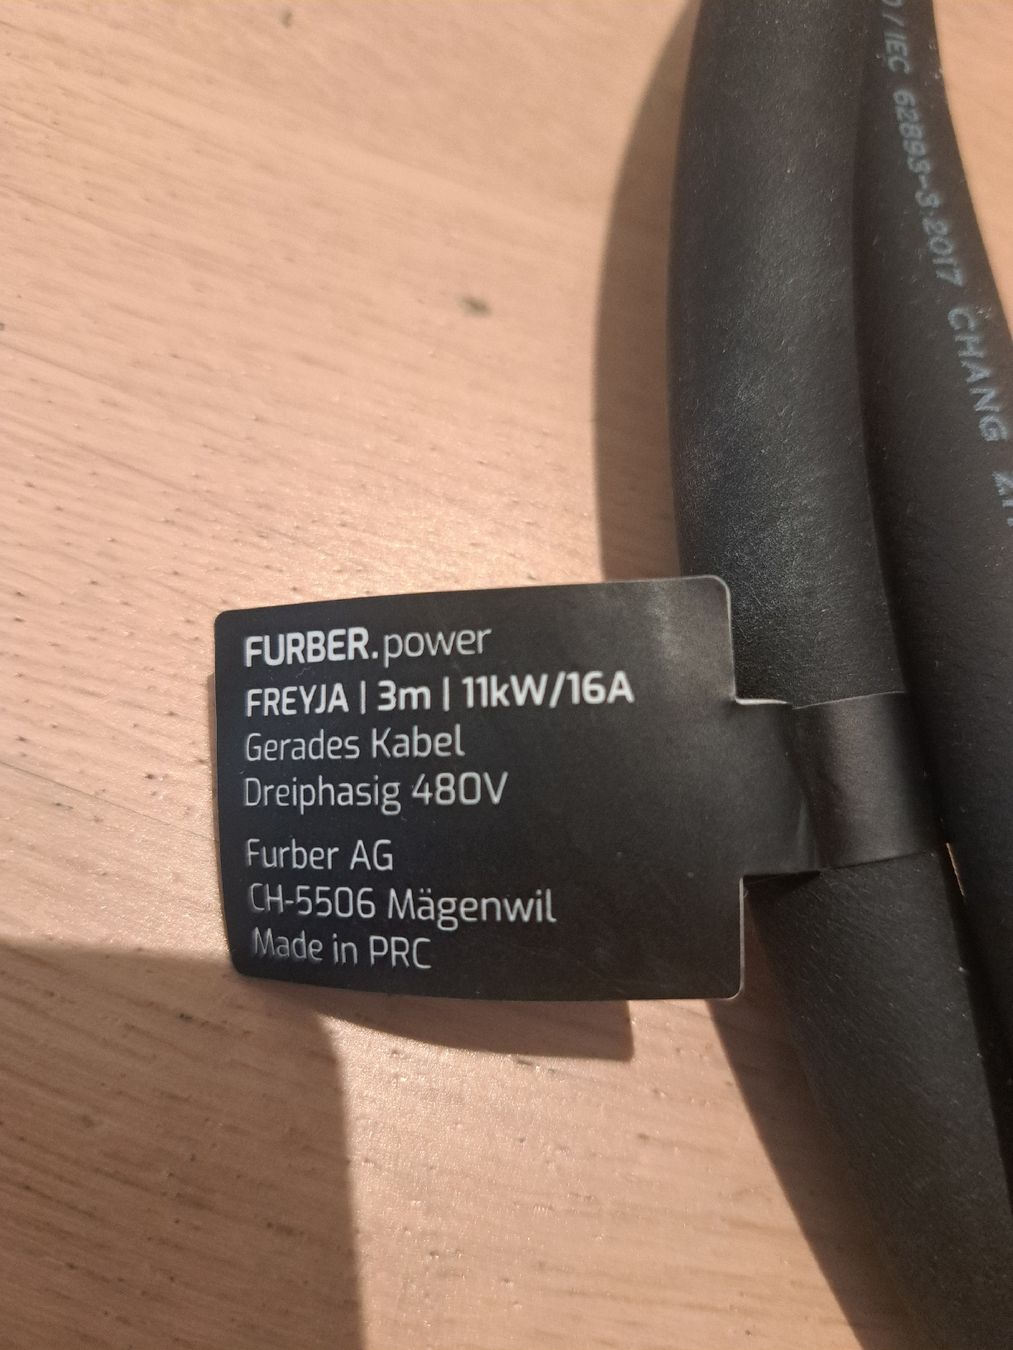 FURBER.power
FREYJA | 3m | 11kW/16A
Gerades Kabel
Dreiphasig 480V
Furber AG
CH-5506 Mägenwil
Made in PRC
/ IEC 62893-3:2017 CHANG